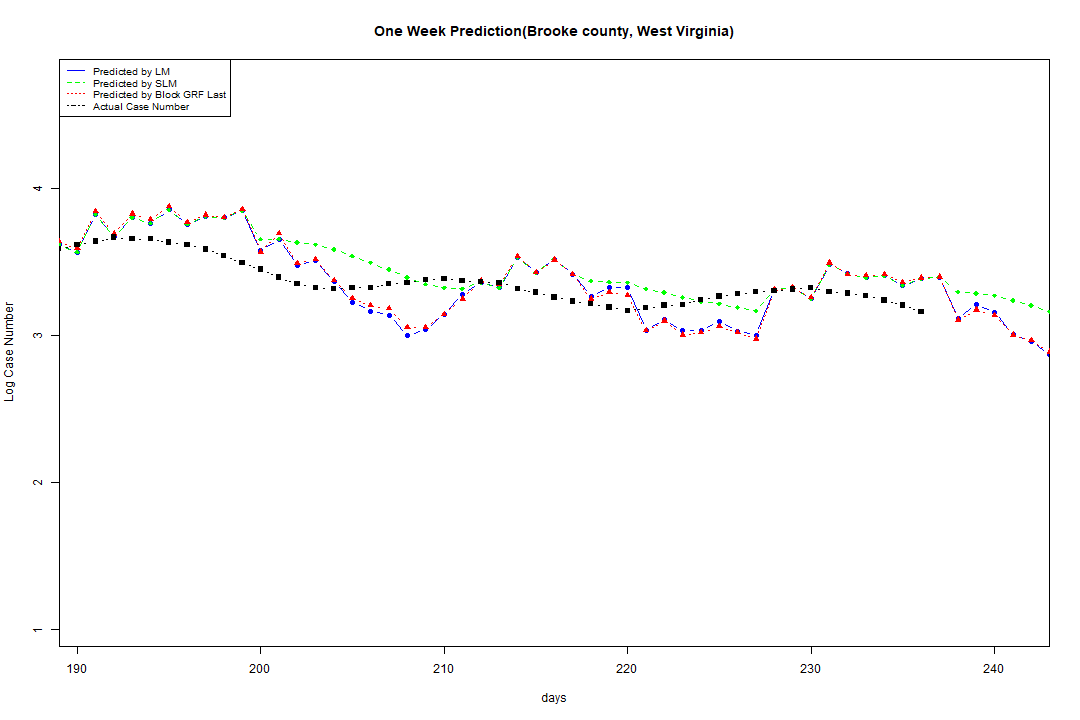 One Week Prediction(Brooke county, West Virginia)
Predicted by LM
Predicted by SLM
Predicted by Block GRF Last
Actual Case Number
Log Case Number
4
3
2
1
190 200 210 220 230 240
days